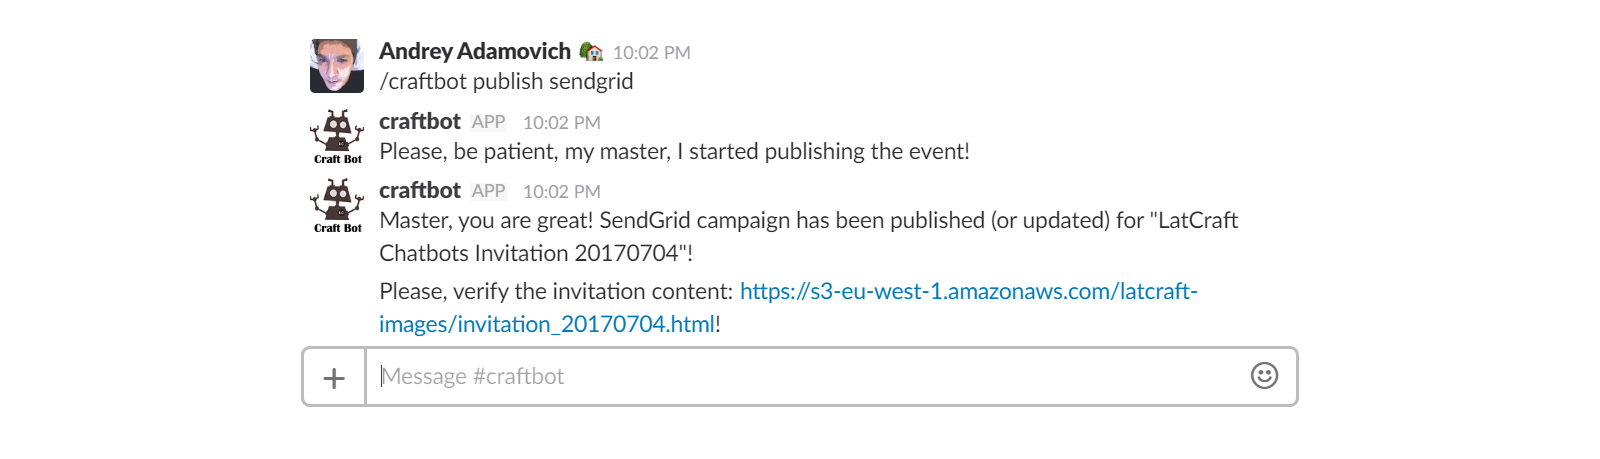 Andrey Adamovich 10:02 PM
/craftbot publish sendgrid
craftbot APP 10:02 PM
Craft Bot
Please, be patient, my master, I started publishing the event!
craftbot APP 10:02 PM
Craft Bot
Master, you are great! SendGrid campaign has been published (or updated) for "LatCraft
Chatbots Invitation 20170704"!
Please, verify the invitation content: https://s3-eu-west-1.amazonaws.com/latcraft-
images/invitation_20170704.html!
Message #craftbot